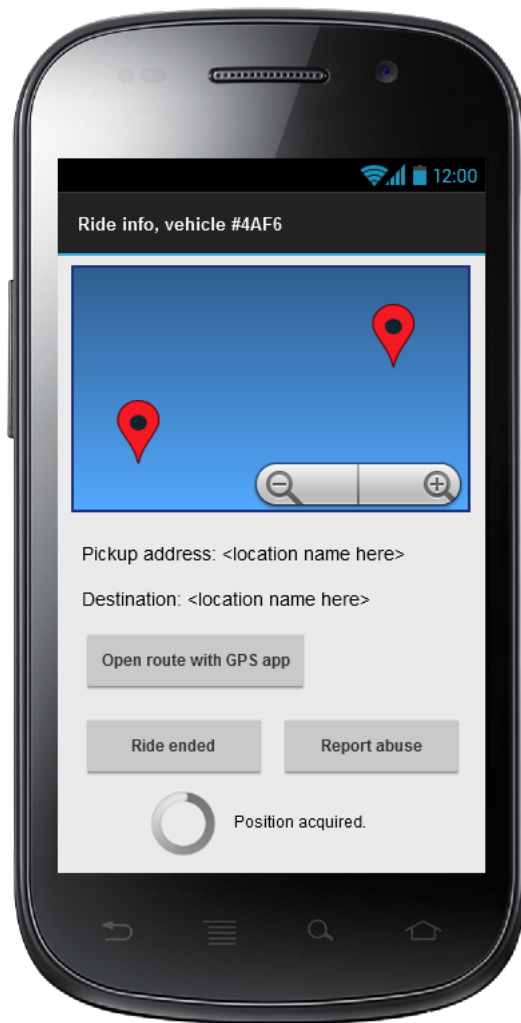 12:00
Ride info, vehicle #4AF6
Pickup address: <location name here>
Destination: <location name here>
Open route with GPS app
Ride ended
Report abuse
Position acquired.